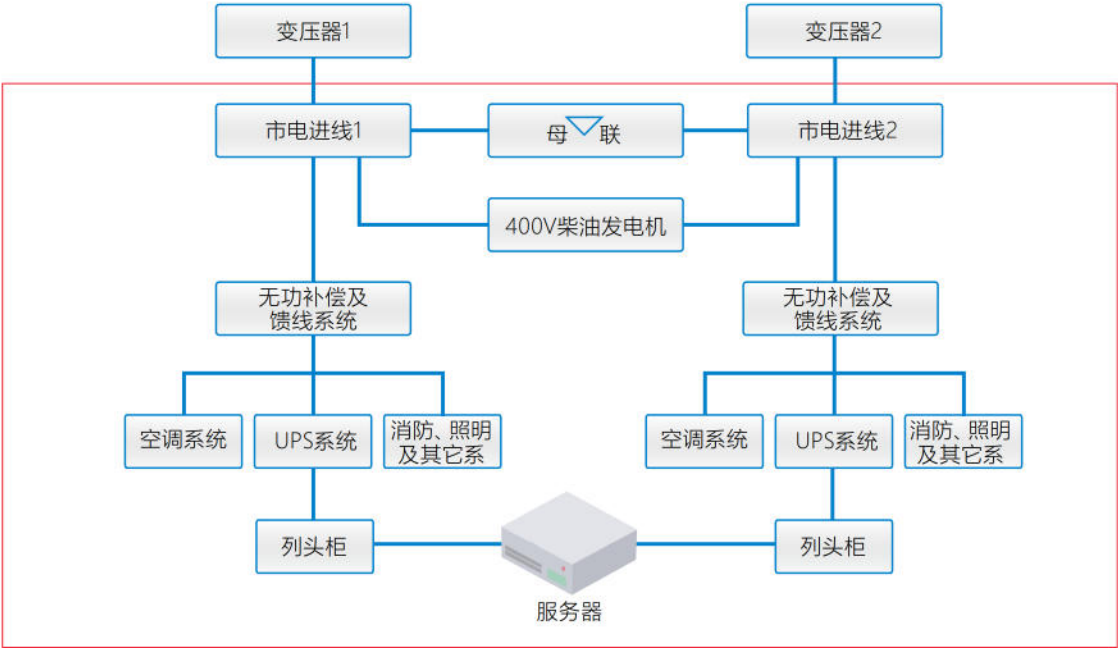 变压器1
变压器2
市电进线1
母 联
市电进线2
400V柴油发电机
无功补偿及
馈线系统
无功补偿及
馈线系统
空调系统
UPS系统
消防、照明
及其它系
空调系统
UPS系统
消防、照明
及其它系
列头柜
列头柜
服务器